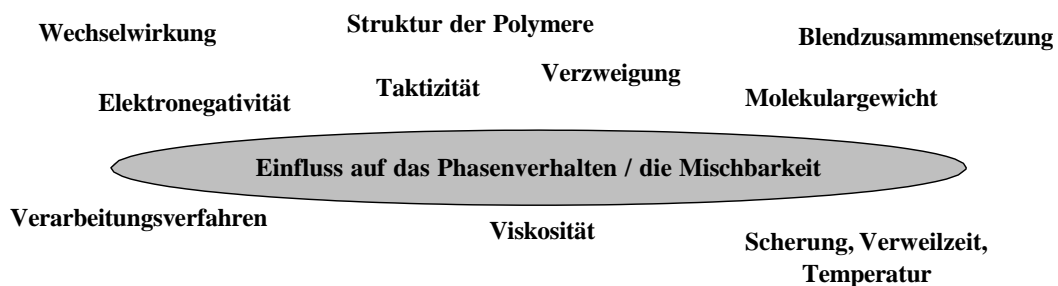 Wechselwirkung
Struktur der Polymere
Blendzusammensetzung
Elektronegativität
Taktizität
Verzweigung
Molekulargewicht
Einfluss auf das Phasenverhalten / die Mischbarkeit
Verarbeitungsverfahren
Viskosität
Scherung, Verweilzeit,
Temperatur